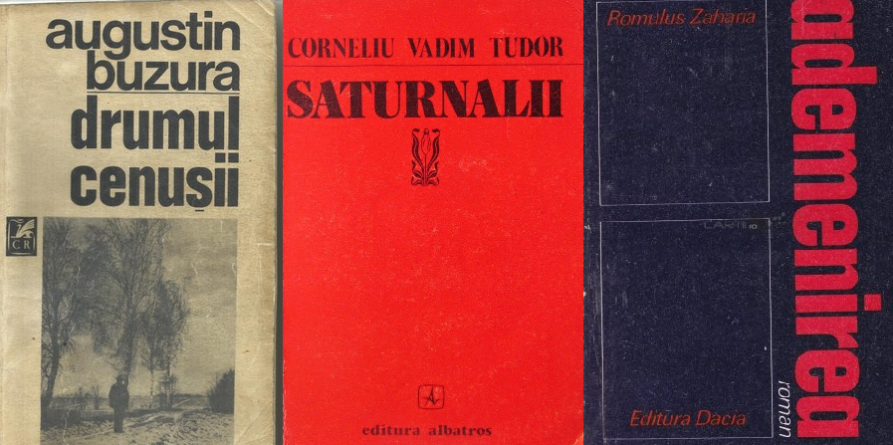 augustin
buzura
drumul
cenușii
CR
CORNELIU VADIM TUDOR
SATURNALII
A
editura albatros
Romulus Zaharia
ademenirea
roman
Editura Dacia